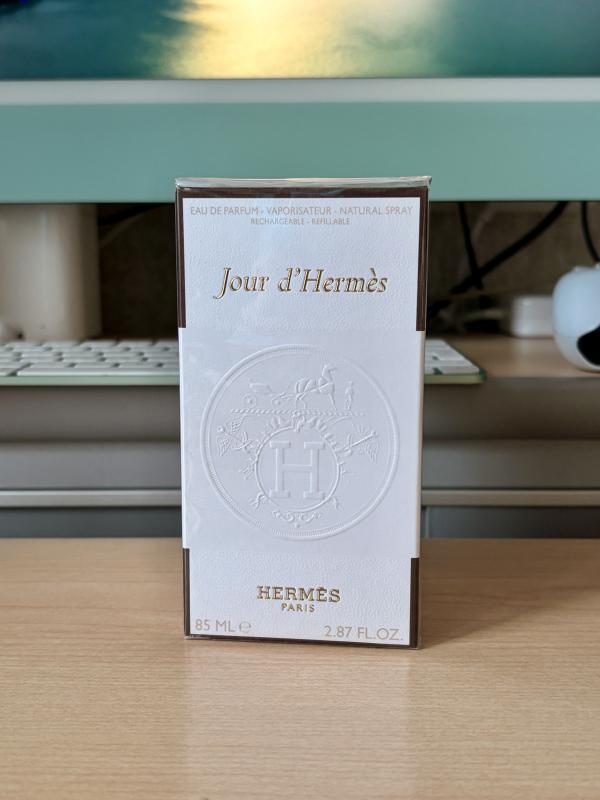 EAU DE PARFUM - VAPORISATEUR - NATURAL SPRAY
RECHARGEABLE - REFILLABLE
Jour d'Hermès
H
HERMÈS
PARIS
85 ML ℮ 2.87 FL.OZ.